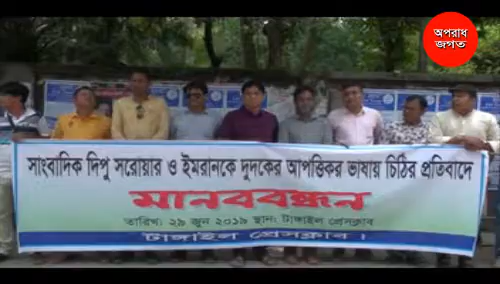 অপরাধ
জগত
সাংবাদিক দিপু সরোয়ার ও ইমরানকে দুদকের আপত্তিকর ভাষায় চিঠির প্রতিবাদে
মানববন্ধন
তারিখ: ২৯ জুন ২০১৯ স্থান: টাঙ্গাইল প্রেসক্লাব
টাঙ্গাইল প্রেসক্লাব।